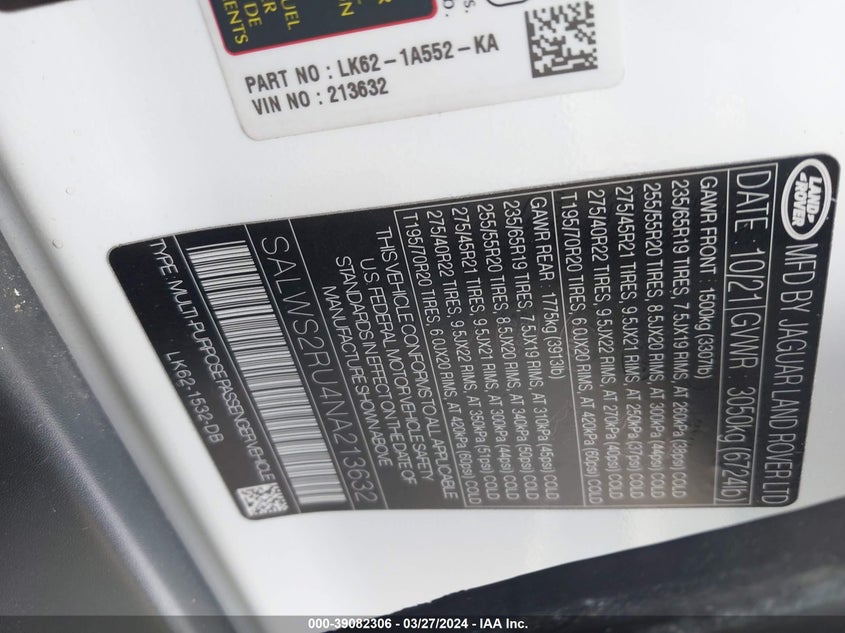 QUEL
R
DE
ENTS
PART NO : LK62-1A552-KA
VIN NO : 213632
LAND-
ROVER
MFD BY JAGUAR LAND ROVER LTD
DATE : 10/21 GVWR : 3050kg (6724lb)
GAWR FRONT : 1500kg (3307lb)
235/65R19 TIRES, 7.5JX19 RIMS, AT 260kPa (38psi) COLD
255/55R20 TIRES, 8.5JX20 RIMS, AT 300kPa (44psi) COLD
275/45R21 TIRES, 9.5JX21 RIMS, AT 250kPa (37psi) COLD
275/40R22 TIRES, 9.5JX22 RIMS, AT 270kPa (40psi) COLD
T195/70R20 TIRES, 6.0JX20 RIMS, AT 420kPa (60psi) COLD
GAWR REAR : 1775kg (3913lb)
235/65R19 TIRES, 7.5JX19 RIMS, AT 310kPa (45psi) COLD
255/55R20 TIRES, 8.5JX20 RIMS, AT 340kPa (50psi) COLD
275/45R21 TIRES, 9.5JX21 RIMS, AT 300kPa (44psi) COLD
275/40R22 TIRES, 9.5JX22 RIMS, AT 350kPa (51psi) COLD
T195/70R20 TIRES, 6.0JX20 RIMS, AT 420kPa (60psi) COLD
THIS VEHICLE CONFORMS TO ALL APPLICABLE
U.S. FEDERAL MOTOR VEHICLE SAFETY
STANDARDS IN EFFECT ON THE DATE OF
MANUFACTURE SHOWN ABOVE
SALWS2RU4NA213632
TYPE : MULTI-PURPOSE PASSENGER VEHICLE
LK62-1532-DB
000-39082306 - 03/27/2024 - IAA Inc.